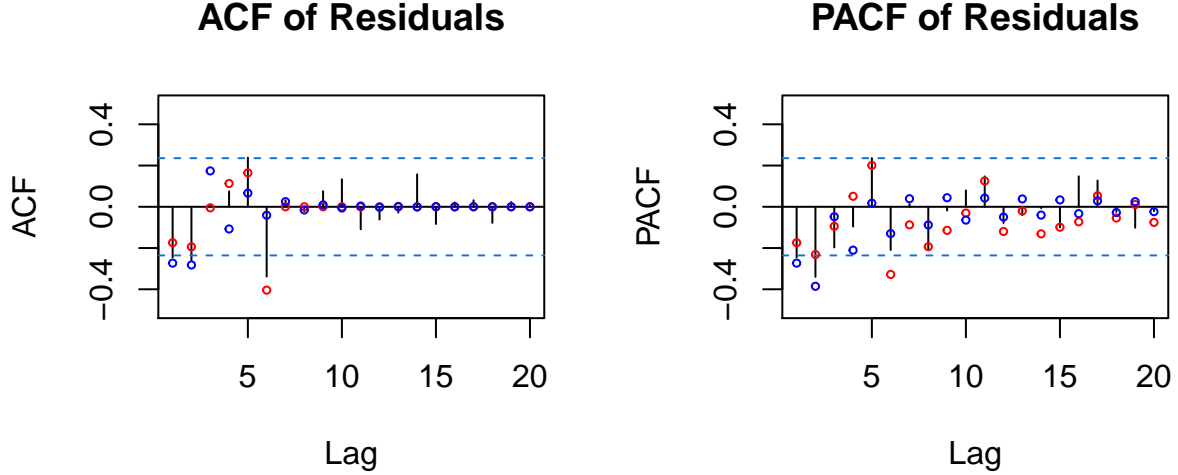 ACF of Residuals
ACF
0.4
0.0
−0.4
5 10 15 20
Lag
PACF of Residuals
PACF
0.4
0.0
−0.4
5 10 15 20
Lag